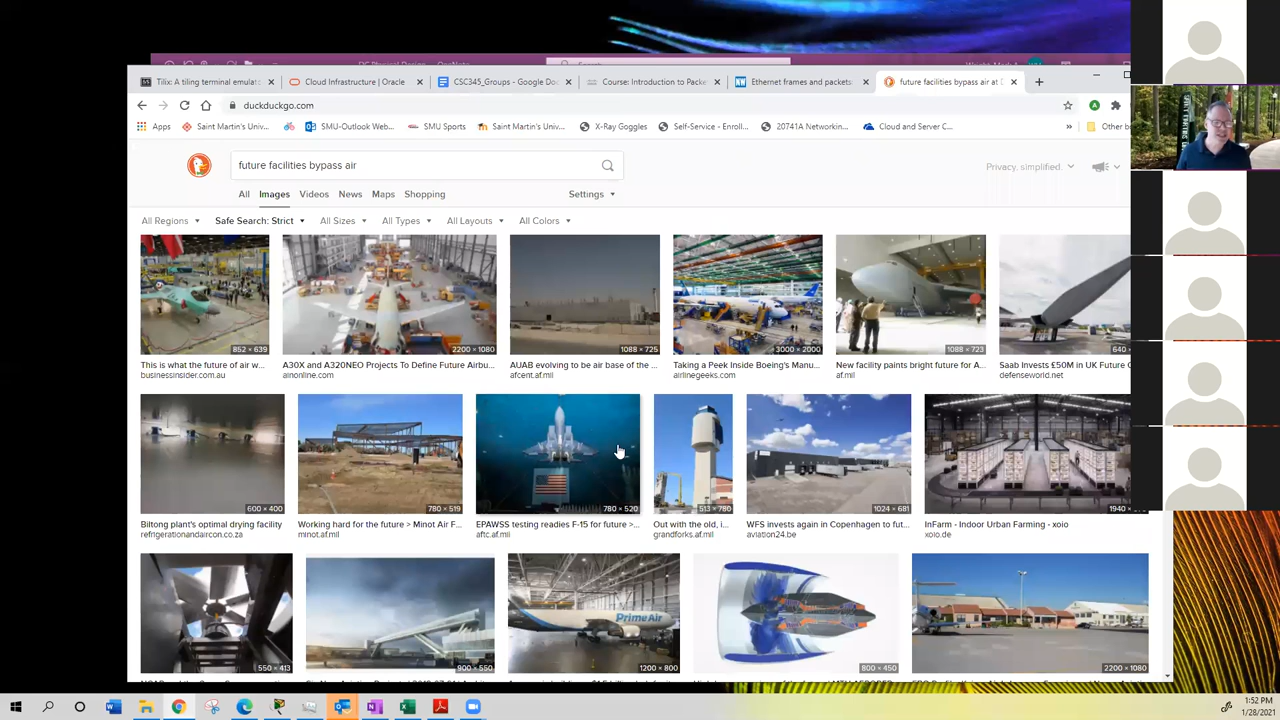 Tilix: A tiling terminal emulat
Cloud Infrastructure | Oracle
CSC345_Groups - Google Do
Course: Introduction to Packe
Ethernet frames and packets
future facilities bypass air at D
duckduckgo.com
Apps
Saint Martin's Univ...
SMU-Outlook Web...
SMU Sports
Saint Martin's Univ...
X-Ray Goggles
Self-Service - Enroll...
20741A Networkin...
Cloud and Server C...
Other bo
future facilities bypass air
Privacy, simplified.
All
Images
Videos
News
Maps
Shopping
Settings
All Regions
Safe Search: Strict
All Sizes
All Types
All Layouts
All Colors
852 × 639
2200 × 1080
1088 × 725
3000 × 2000
1088 × 723
640
This is what the future of air w...
A30X and A320NEO Projects To Define Future Airbu...
AUAB evolving to be air base of the ...
Taking a Peek Inside Boeing's Manu...
New facility paints bright future for A...
Saab Invests £50M in UK Future C
businessinsider.com.au
ainonline.com
afcent.af.mil
airlinegeeks.com
af.mil
defenseworld.net
600 × 400
780 × 519
780 × 520
513 × 780
1024 × 681
1940
Biltong plant's optimal drying facility
Working hard for the future > Minot Air F...
EPAWSS testing readies F-15 for future >...
Out with the old, i...
WFS invests again in Copenhagen to fut...
InFarm - Indoor Urban Farming - xoio
refrigerationandaircon.co.za
minot.af.mil
aftc.af.mil
grandforks.af.mil
aviation24.be
xoio.de
prime Air
550 × 413
900 × 550
1200 × 800
800 × 450
2200 × 1080
1:52 PM
1/28/2021